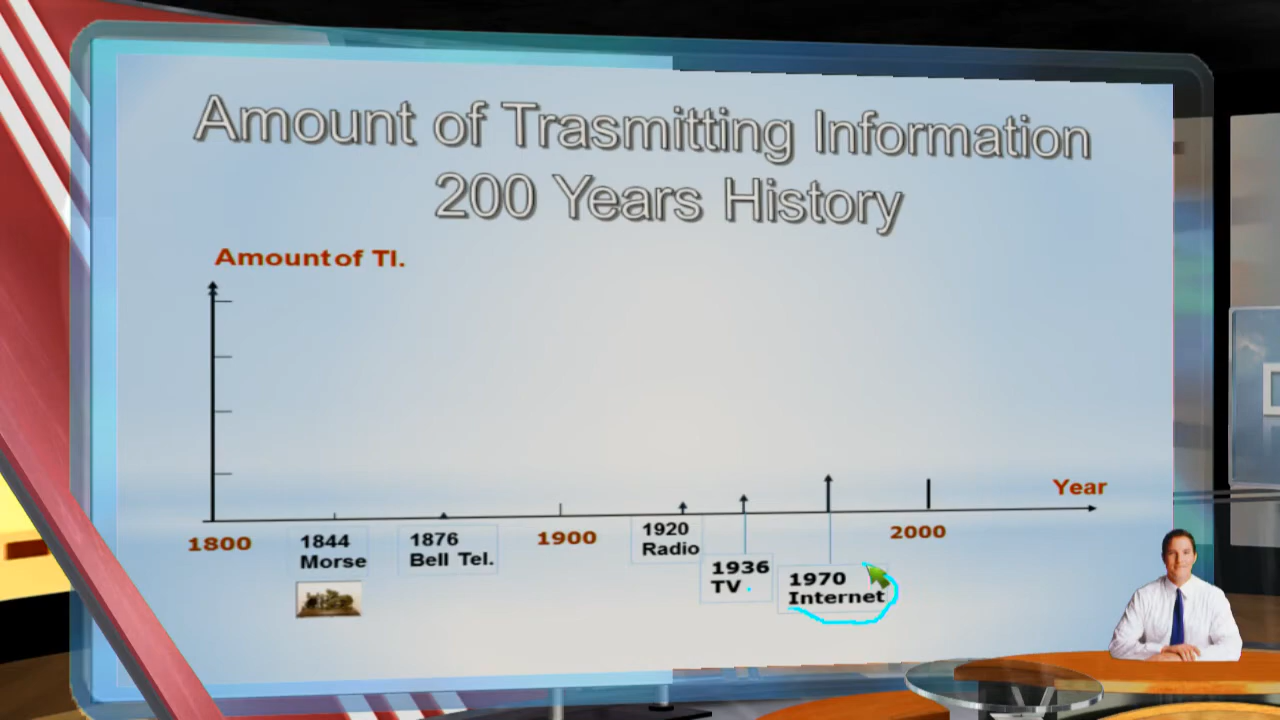 Amount of Trasmitting Information
200 Years History
Amount of TI.
Year
1800
1844
Morse
1876
Bell Tel.
1900
1920
Radio
1936
TV
1970
Internet
2000